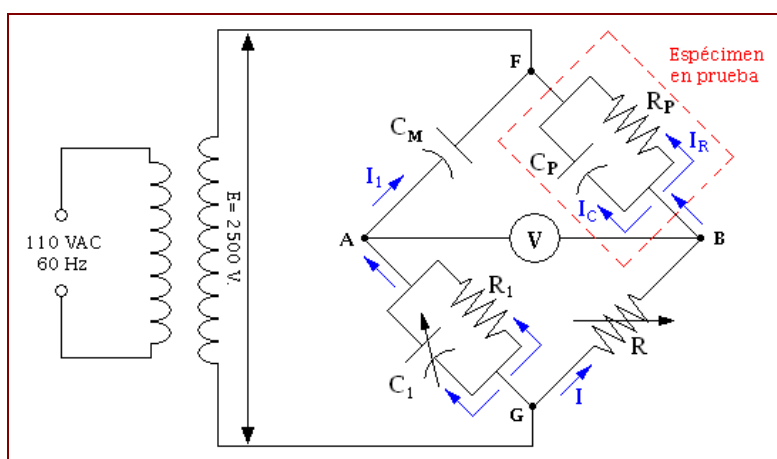 F
Espécimen
en prueba
R_P
C_M
C_P
I_R
I_1
I_C
E= 2500 V.
110 VAC
60 Hz
A
V
B
R_1
R
C_1
I
G